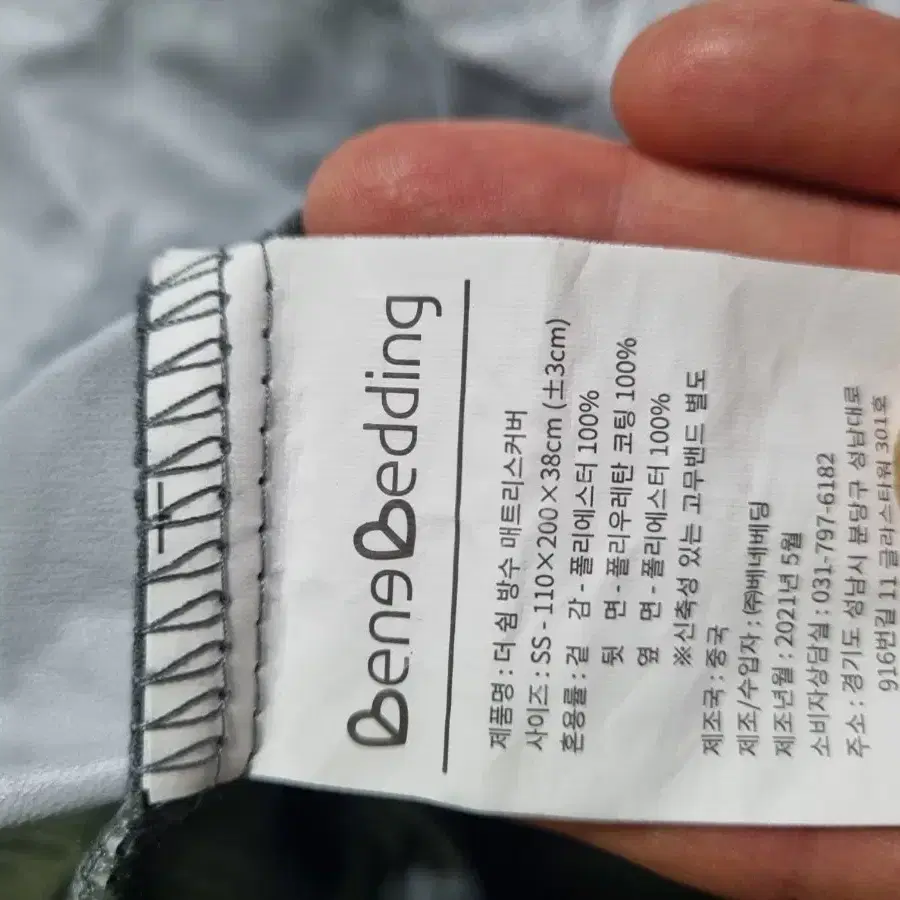 BeneBedding
제품명 : 더 쉼 방수 매트리스커버
사이즈 : SS - 110×200×38cm (±3cm)
혼용률 : 겉 감 - 폴리에스터 100%
뒷 면 - 폴리우레탄 코팅 100%
옆 면 - 폴리에스터 100%
※신축성 있는 고무밴드 별도
제조국 : 중국
제조/수입자 : ㈜베네베딩
제조년월 : 2021년 5월
소비자상담실 : 031-797-6182
주소 : 경기도 성남시 분당구 성남대로
916번길 11 글라스타워 301호